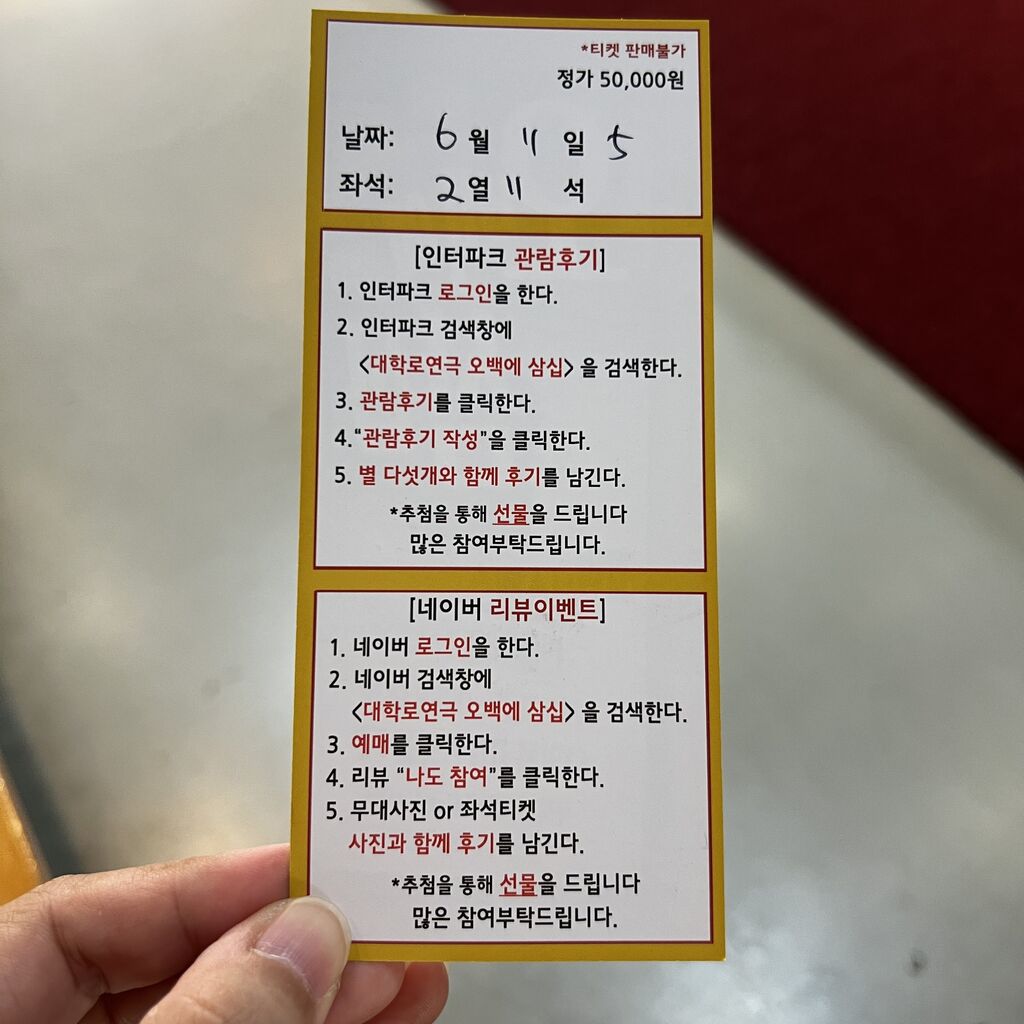 *티켓 판매불가
정가 50,000원
날짜: 6월 11일 5
좌석: 2열 11 석
[인터파크 관람후기]
1. 인터파크 로그인을 한다.
2. 인터파크 검색창에
<대학로연극 오백에 삼십> 을 검색한다.
3. 관람후기를 클릭한다.
4.“관람후기 작성”을 클릭한다.
5. 별 다섯개와 함께 후기를 남긴다.
*추첨을 통해 선물을 드립니다
많은 참여부탁드립니다.
[네이버 리뷰이벤트]
1. 네이버 로그인을 한다.
2. 네이버 검색창에
<대학로연극 오백에 삼십> 을 검색한다.
3. 예매를 클릭한다.
4. 리뷰 “나도 참여”를 클릭한다.
5. 무대사진 or 좌석티켓
사진과 함께 후기를 남긴다.
*추첨을 통해 선물을 드립니다
많은 참여부탁드립니다.